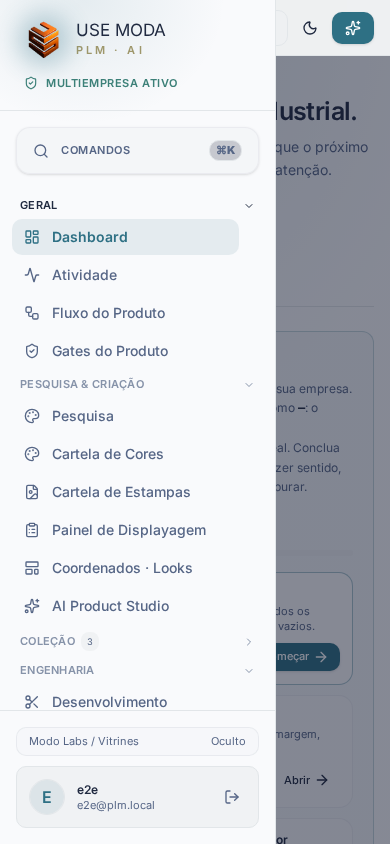 USE MODA
PLM · AI
MULTIEMPRESA ATIVO
COMANDOS
⌘K
GERAL
Dashboard
Atividade
Fluxo do Produto
Gates do Produto
PESQUISA & CRIAÇÃO
Pesquisa
Cartela de Cores
Cartela de Estampas
Painel de Displayagem
Coordenados · Looks
AI Product Studio
COLEÇÃO 3
ENGENHARIA
Desenvolvimento
Modo Labs / Vitrines Oculto
E
e2e
e2e@plm.local
dustrial.
que o próximo
atenção.
sua empresa.
omo –: o
al. Conclua
zer sentido,
ourar.
dos os
vazios.
meçar
margem,
Abrir
or